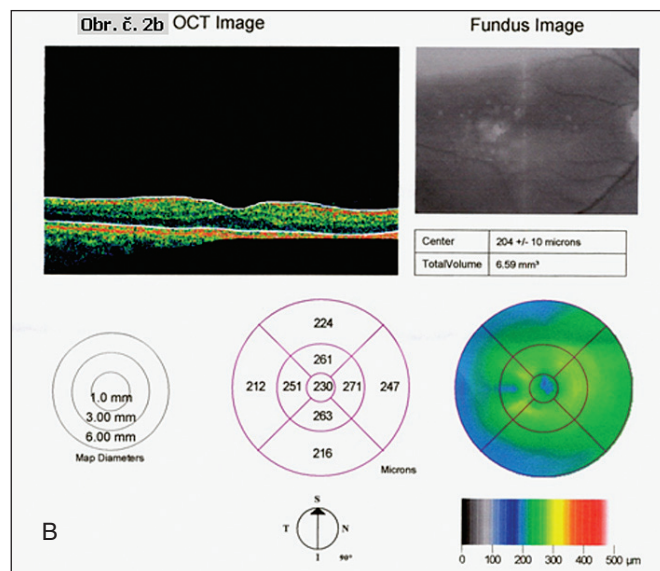 Obr. č. 2b OCT Image
Fundus Image
Center 204 +/- 10 microns
TotalVolume 6.59 mm³
224
261
212 251 230 271 247
263
216
Microns
1.0 mm
3.00 mm
6.00 mm
Map Diameters
S
T N
I 90°
B
0 100 200 300 400 500 µm